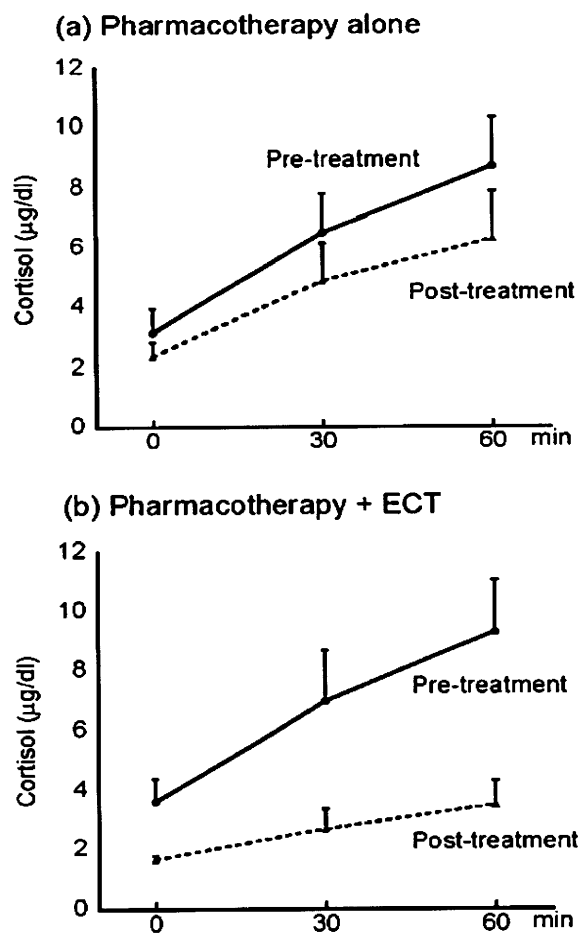 (a) Pharmacotherapy alone
12
10
8
6
4
2
0
Cortisol (µg/dl)
Pre-treatment
Post-treatment
0 30 60 min
(b) Pharmacotherapy + ECT
12
10
8
6
4
2
0
Cortisol (µg/dl)
Pre-treatment
Post-treatment
0 30 60 min